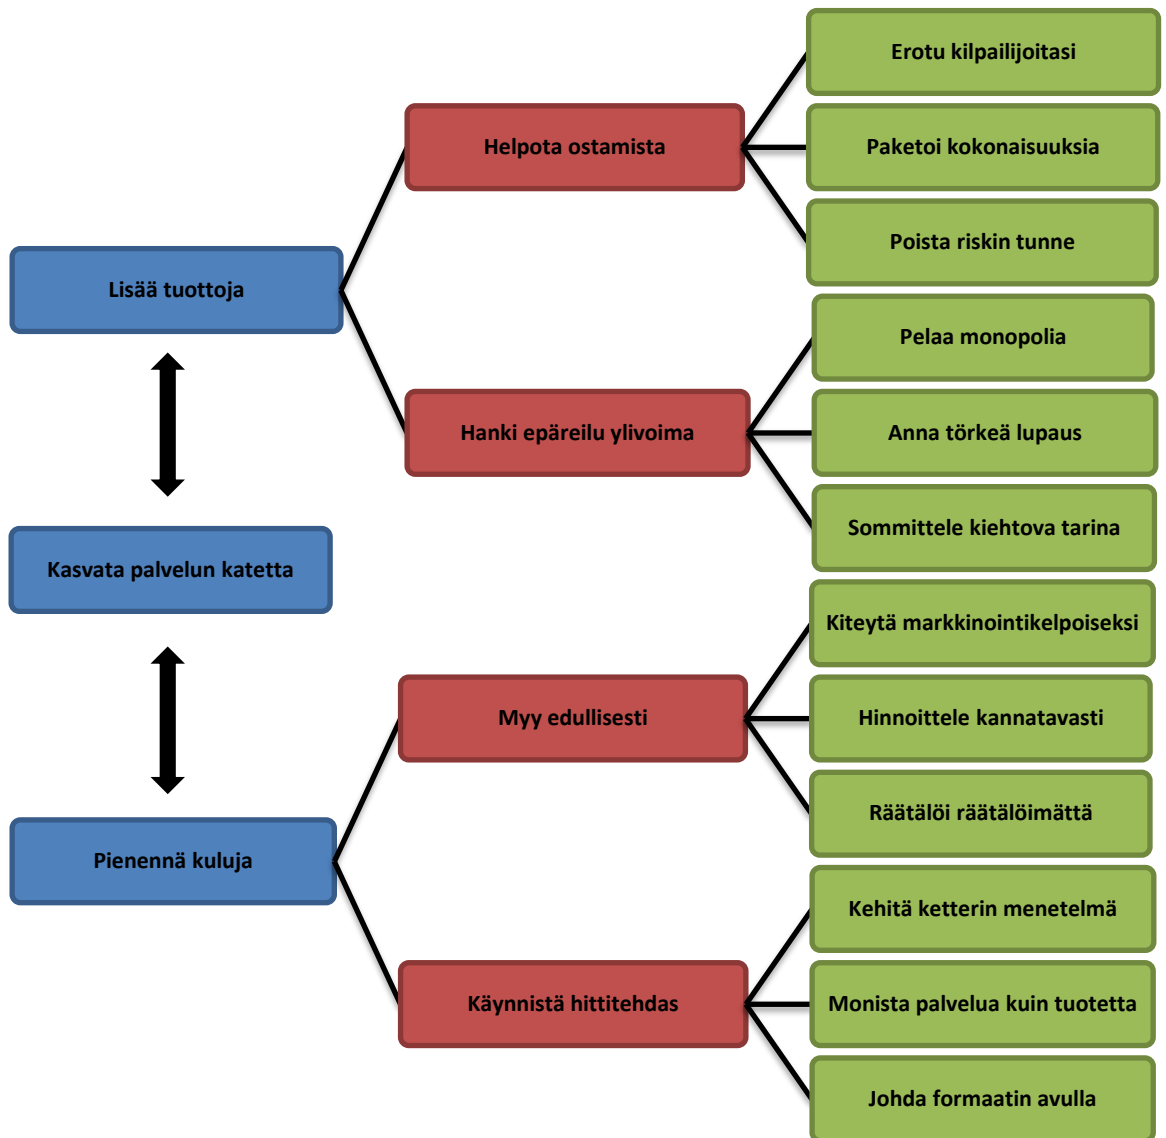 Erotu kilpailijoitasi
Helpota ostamista
Paketoi kokonaisuuksia
Poista riskin tunne
Lisää tuottoja
Pelaa monopolia
Hanki epäreilu ylivoima
Anna törkeä lupaus
Sommittele kiehtova tarina
Kasvata palvelun katetta
Kiteytä markkinointikelpoiseksi
Myy edullisesti
Hinnoittele kannatavasti
Räätälöi räätälöimättä
Pienennä kuluja
Kehitä ketterin menetelmä
Käynnistä hittitehdas
Monista palvelua kuin tuotetta
Johda formaatin avulla